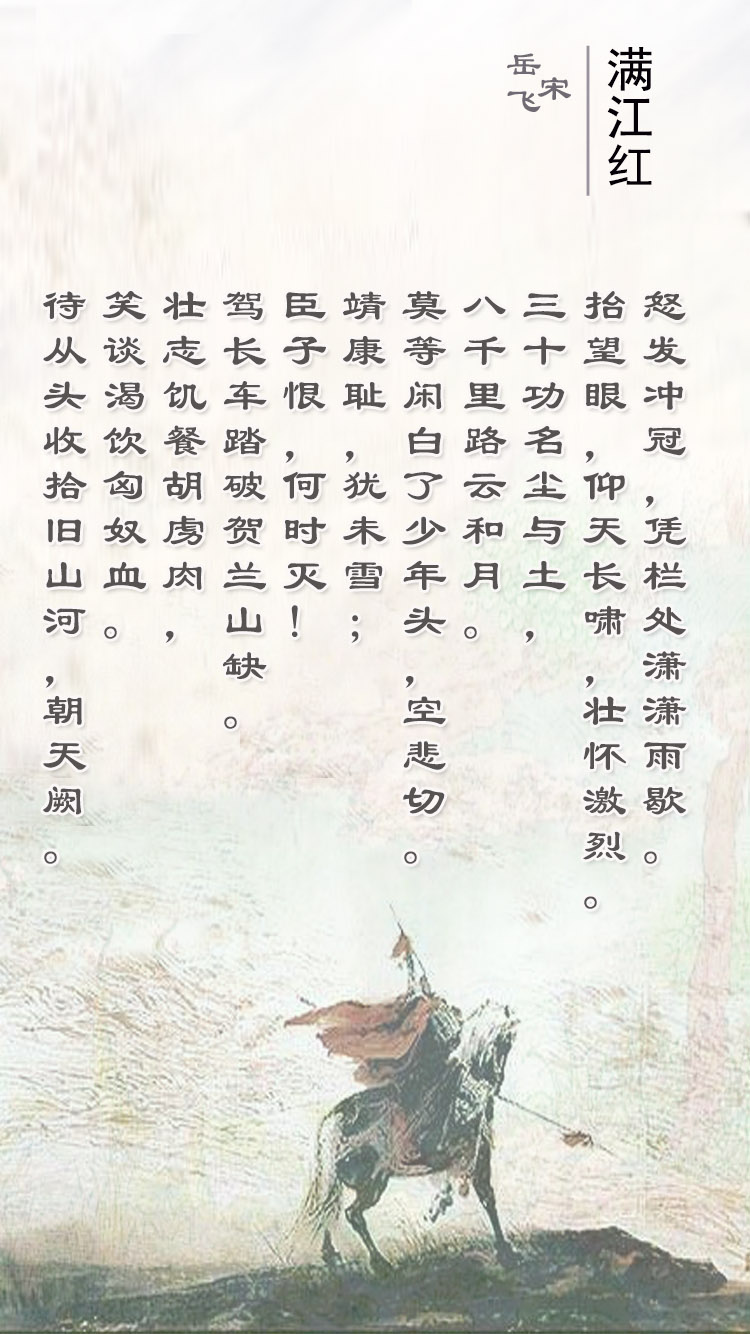 满江红
宋
岳飞
怒发冲冠，凭栏处潇潇雨歇。
抬望眼，仰天长啸，壮怀激烈。
三十功名尘与土，
八千里路云和月。
莫等闲白了少年头，空悲切。
靖康耻，犹未雪；
臣子恨，何时灭！
驾长车踏破贺兰山缺。
壮志饥餐胡虏肉，
笑谈渴饮匈奴血。
待从头收拾旧山河，朝天阙。